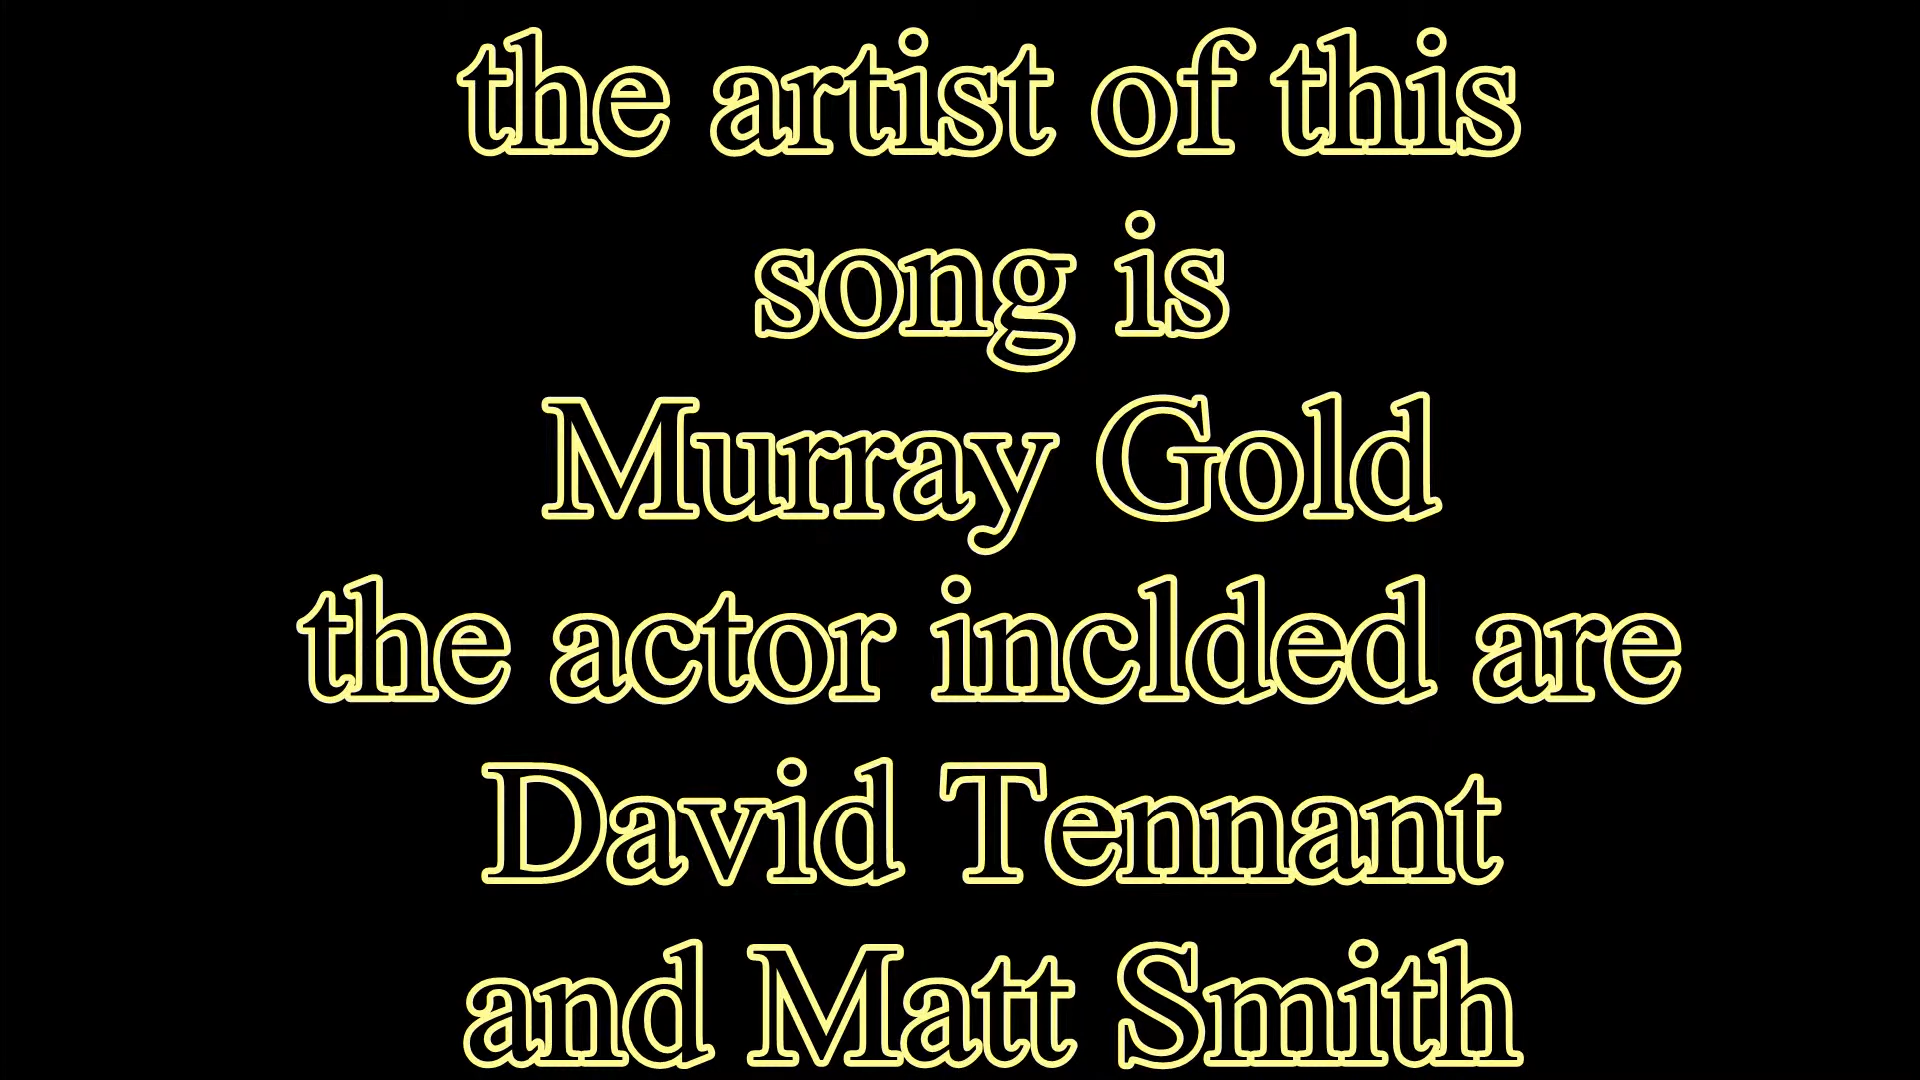 the artist of this
song is
Murray Gold
the actor inclded are
David Tennant
and Matt Smith